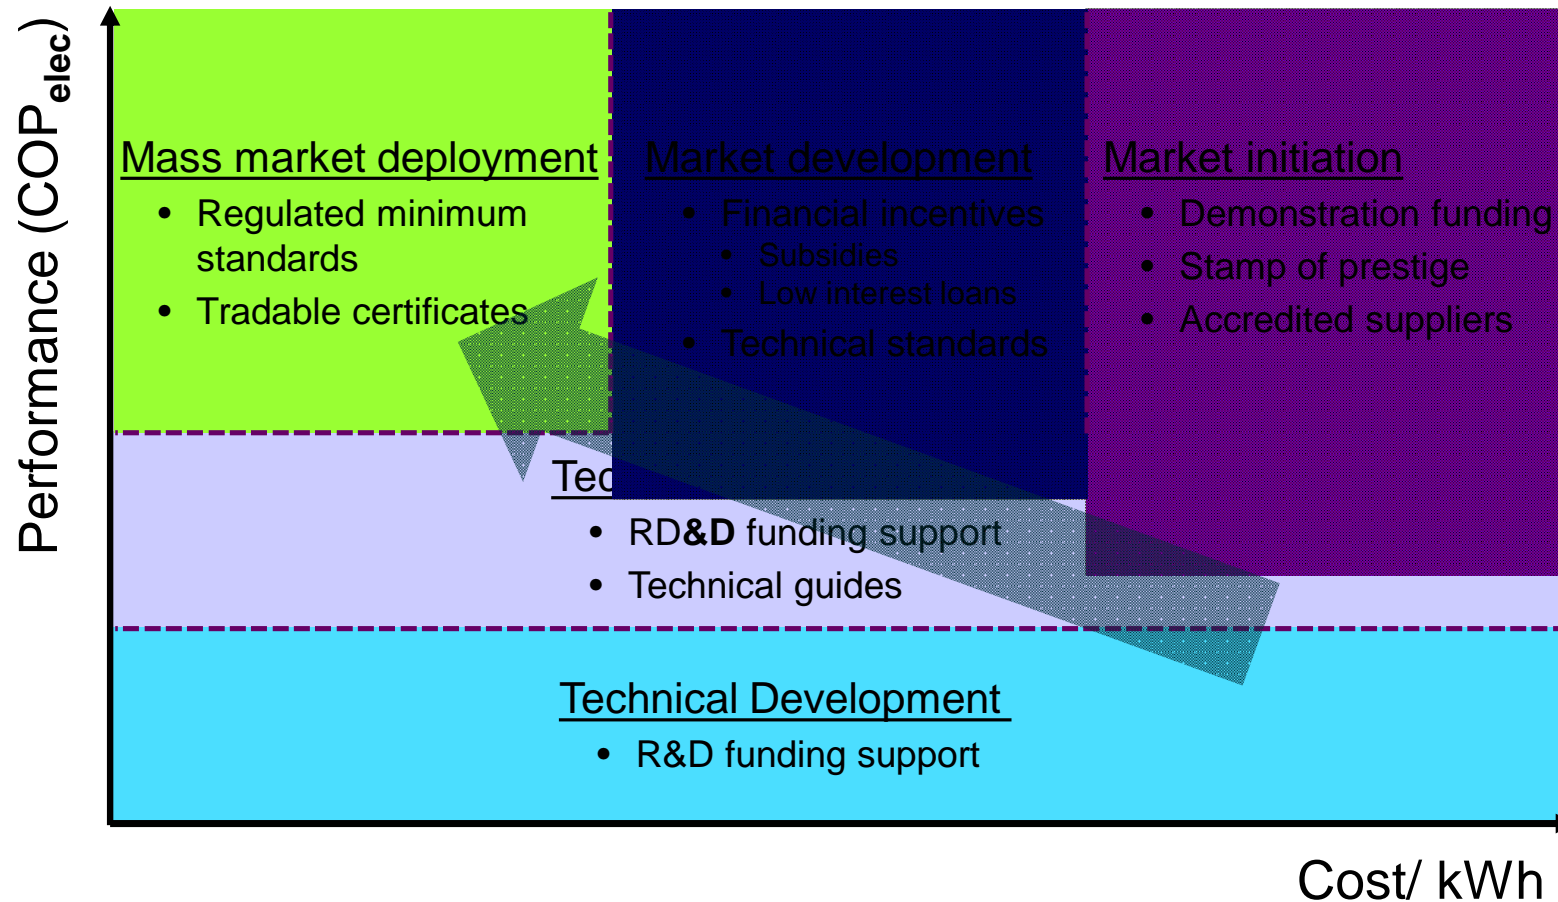 Performance (COPelec)
Mass market deployment
• Regulated minimum
standards
• Tradable certificates
Market development
• Financial incentives
• Subsidies
• Low interest loans
• Technical standards
Market initiation
• Demonstration funding
• Stamp of prestige
• Accredited suppliers
• RD&D funding support
• Technical guides
Technical Development
• R&D funding support
Cost/ kWh